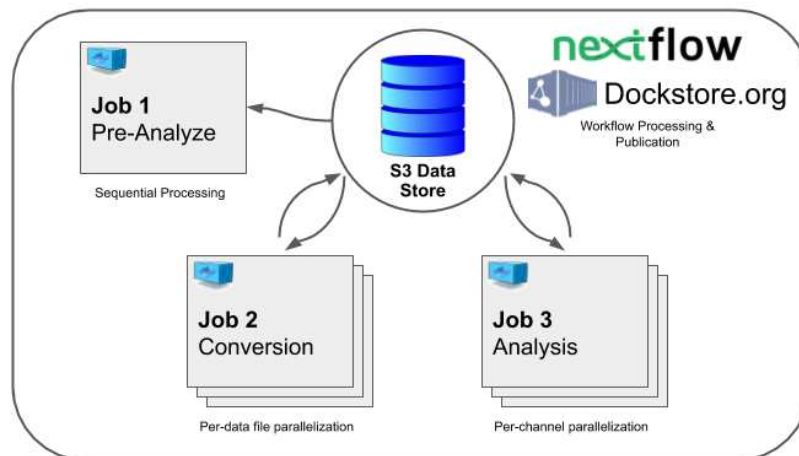 nextflow
Dockstore.org
Workflow Processing &
Publication
Job 1
Pre-Analyze
Sequential Processing
S3 Data
Store
Job 2
Conversion
Per-data file parallelization
Job 3
Analysis
Per-channel parallelization